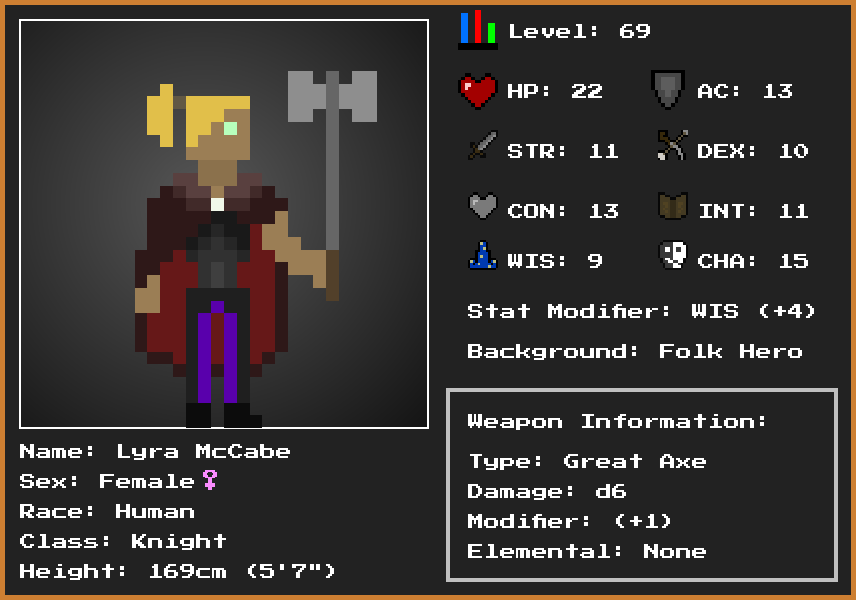 Level: 69
HP: 22 AC: 13
STR: 11 DEX: 10
CON: 13 INT: 11
WIS: 9 CHA: 15
Stat Modifier: WIS (+4)
Background: Folk Hero
Weapon Information:
Type: Great Axe
Damage: d6
Modifier: (+1)
Elemental: None
Name: Lyra McCabe
Sex: Female♀
Race: Human
Class: Knight
Height: 169cm (5'7")